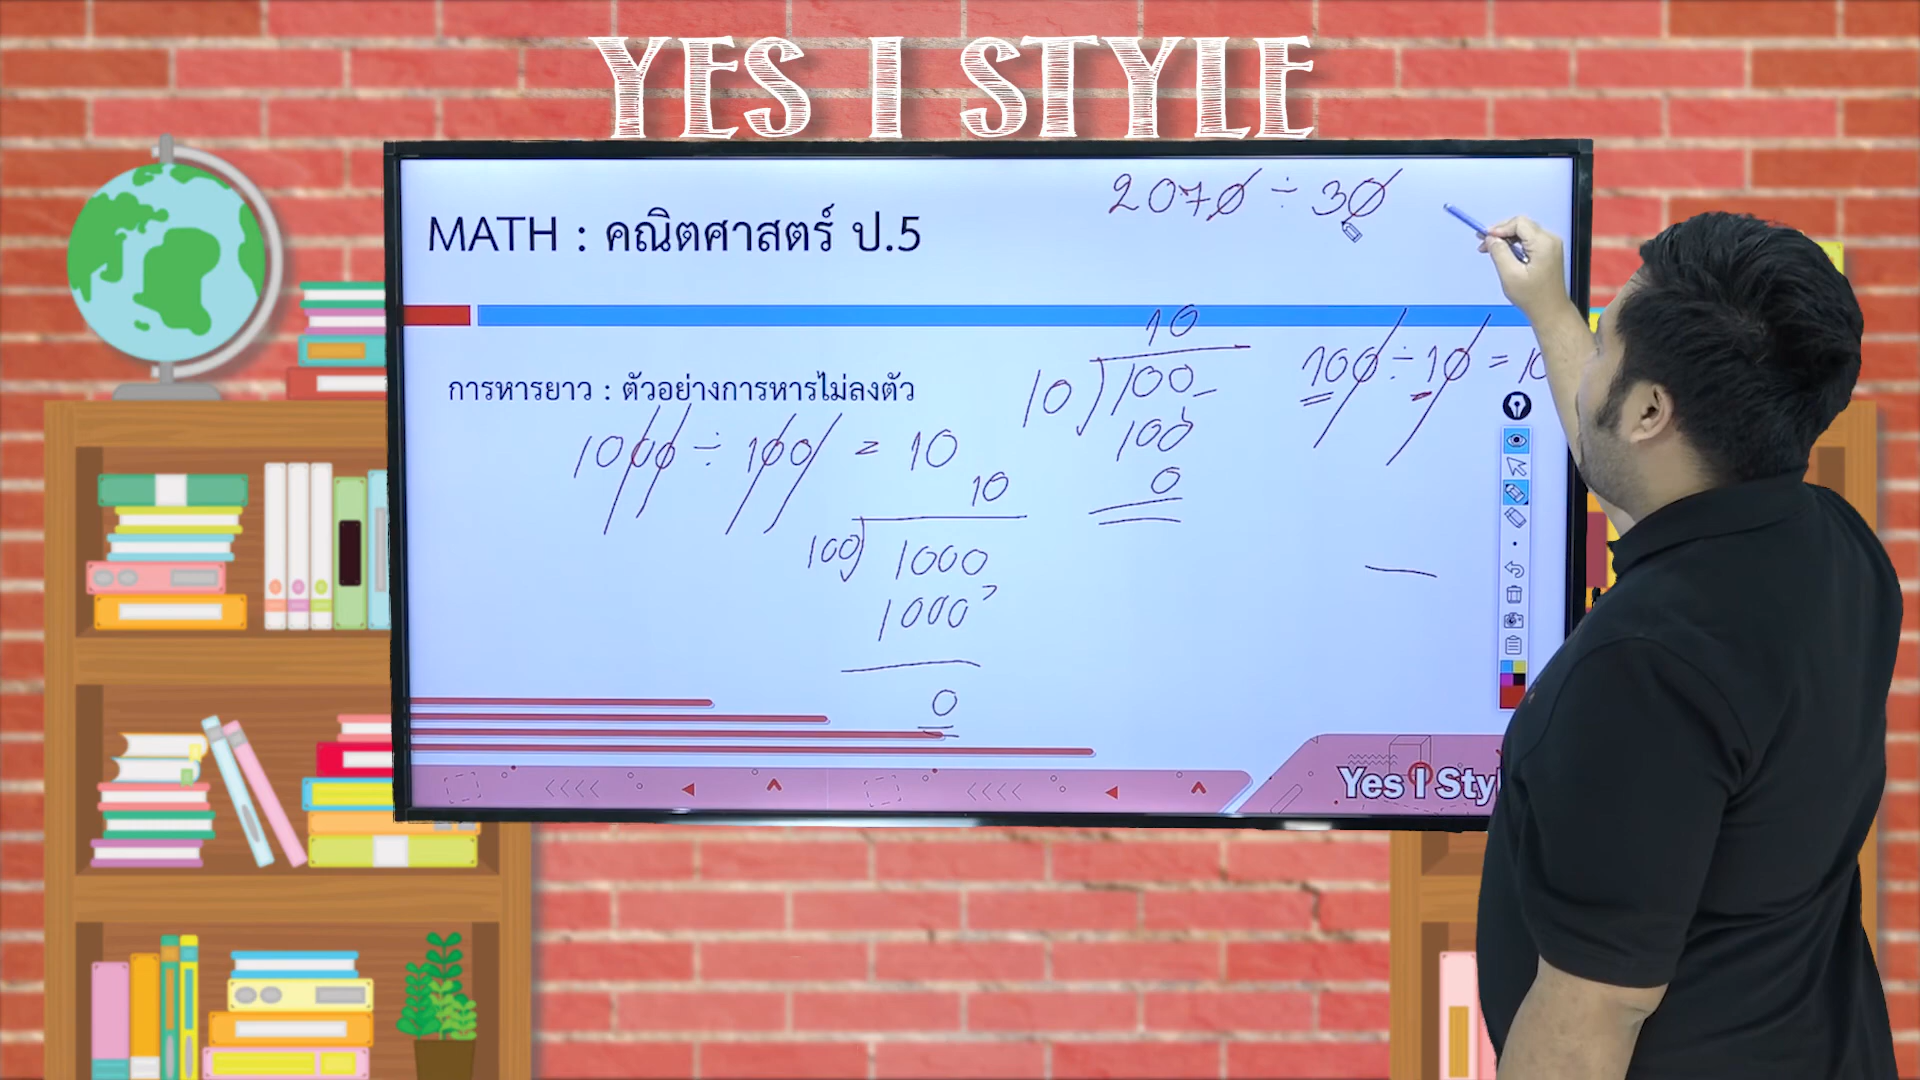 YES I STYLE
2070 ÷ 30
MATH : คณิตศาสตร์ ป.5
การหารยาว : ตัวอย่างการหารไม่ลงตัว
10
10 100
100
0
100 ÷ 10 = 10
1000 ÷ 100 = 10
10
100 1000
1000
0
Yes I Sty